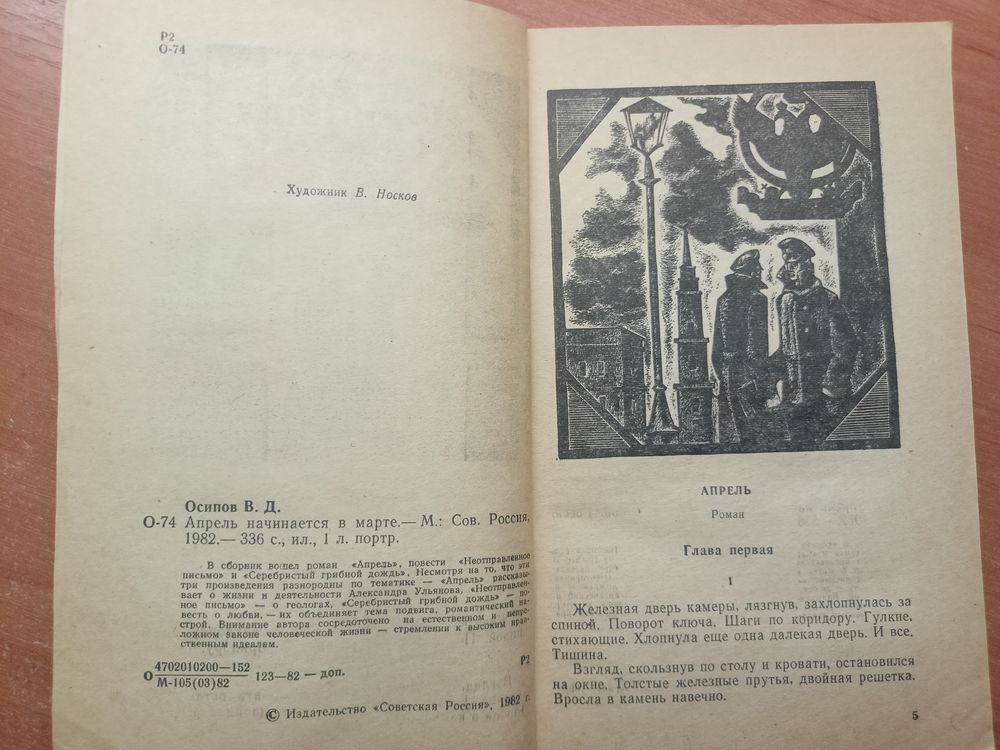 Р2
О-74
Художник В. Носков
Осипов В. Д.
О-74 Апрель начинается в марте.— М.: Сов. Россия,
1982.— 336 с., ил., 1 л. портр.
В сборник вошел роман «Апрель», повести «Неотправленное
письмо» и «Серебристый грибной дождь», Несмотря на то, что эти
три произведения разнородны по тематике — «Апрель» рассказы-
вает о жизни и деятельности Александра Ульянова, «Неотправлен-
ное письмо» — о геологах, «Серебристый грибной дождь» — по-
весть о любви, — их объединяет тема подвига, романтический на-
строй. Внимание автора сосредоточено на естественном и непре-
ложном законе человеческой жизни — стремлении к высоким нрав-
ственным идеалам.
О 4702010200—152
М-105(03)82 123—82 — доп.
Р2
© Издательство «Советская Россия», 1982 г.
АПРЕЛЬ
Роман
Глава первая
I
Железная дверь камеры, лязгнув, захлопнулась за
спиной. Поворот ключа. Шаги по коридору. Гулкие,
стихающие. Хлопнула еще одна далекая дверь. И все.
Тишина.
Взгляд, скользнув по столу и кровати, остановился
на окне. Толстые железные прутья, двойная решетка.
Вросла в камень навечно.
5